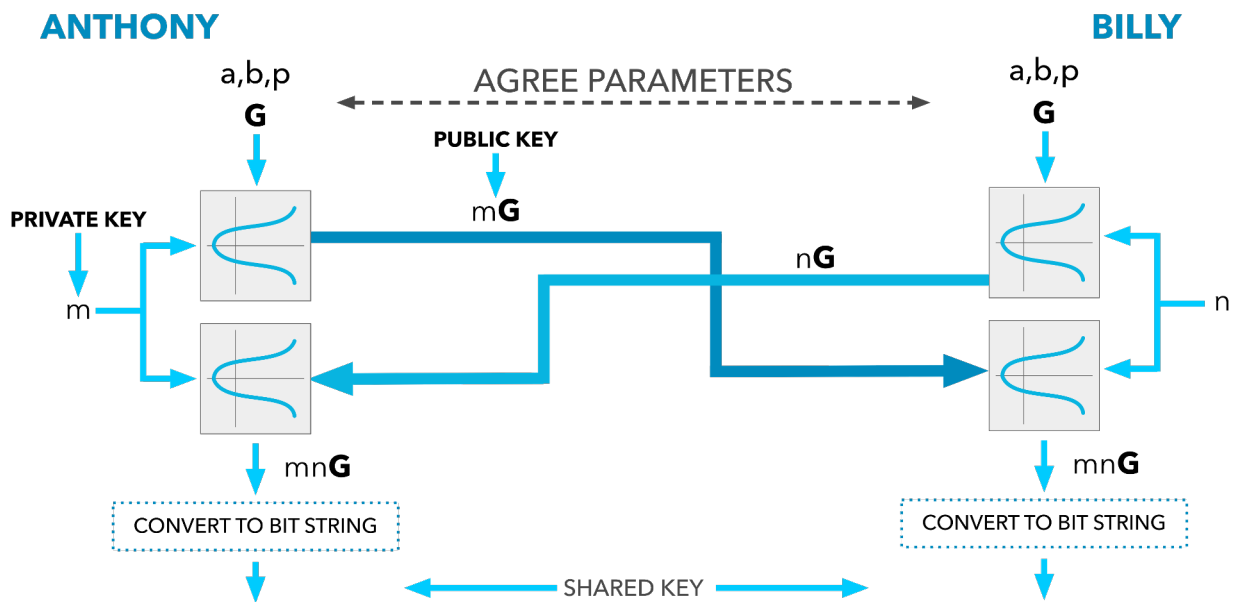 ANTHONY
BILLY
a,b,p
AGREE PARAMETERS
a,b,p
G
G
PUBLIC KEY
mG
PRIVATE KEY
nG
m
n
mnG
mnG
CONVERT TO BIT STRING
CONVERT TO BIT STRING
SHARED KEY